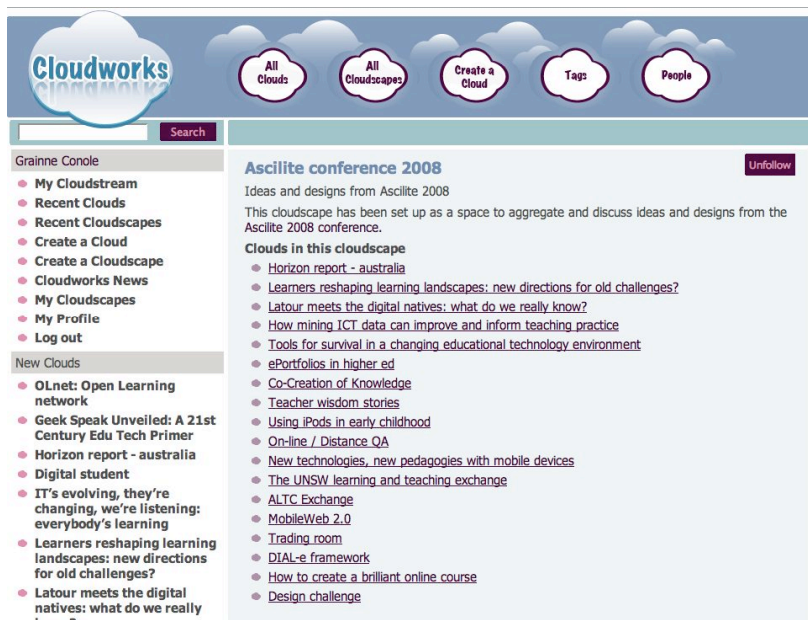 Cloudworks
All
Clouds
All
Cloudscapes
Create a
Cloud
Tags
People
Search
Grainne Conole
My Cloudstream
Recent Clouds
Recent Cloudscapes
Create a Cloud
Create a Cloudscape
Cloudworks News
My Cloudscapes
My Profile
Log out
New Clouds
OLnet: Open Learning
network
Geek Speak Unveiled: A 21st
Century Edu Tech Primer
Horizon report - australia
Digital student
IT's evolving, they're
changing, we're listening:
everybody's learning
Learners reshaping learning
landscapes: new directions
for old challenges?
Latour meets the digital
natives: what do we really
Ascilite conference 2008
Unfollow
Ideas and designs from Ascilite 2008
This cloudscape has been set up as a space to aggregate and discuss ideas and designs from the
Ascilite 2008 conference.
Clouds in this cloudscape
Horizon report - australia
Learners reshaping learning landscapes: new directions for old challenges?
Latour meets the digital natives: what do we really know?
How mining ICT data can improve and inform teaching practice
Tools for survival in a changing educational technology environment
ePortfolios in higher ed
Co-Creation of Knowledge
Teacher wisdom stories
Using iPods in early childhood
On-line / Distance QA
New technologies, new pedagogies with mobile devices
The UNSW learning and teaching exchange
ALTC Exchange
MobileWeb 2.0
Trading room
DIAL-e framework
How to create a brilliant online course
Design challenge